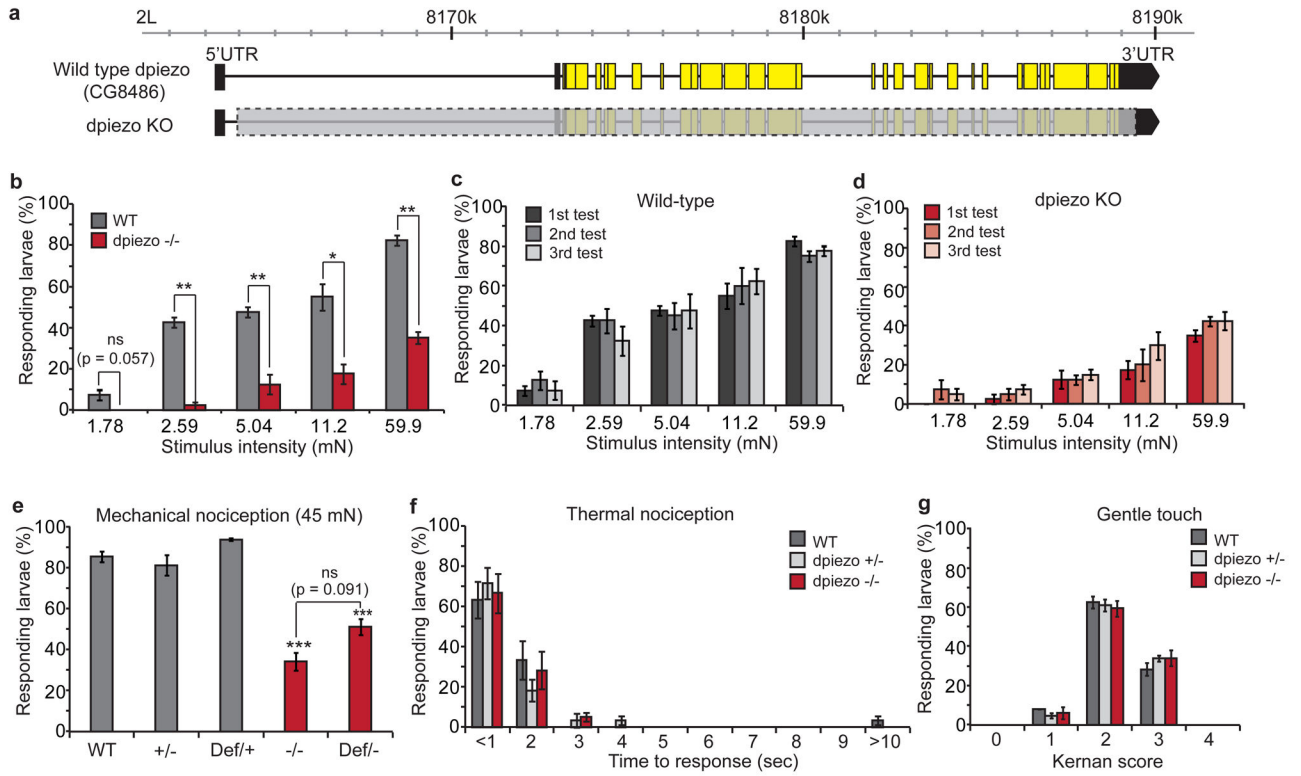 a
2L 8170k 8180k 8190k
5'UTR 3'UTR
Wild type dpiezo
(CG8486)
dpiezo KO
b
Responding larvae (%)
100
80
60
40
20
0
WT
dpiezo -/-
ns
(p = 0.057)
**
**
*
**
1.78 2.59 5.04 11.2 59.9
Stimulus intensity (mN)
c
Wild-type
Responding larvae (%)
100
80
60
40
20
0
1st test
2nd test
3rd test
1.78 2.59 5.04 11.2 59.9
Stimulus intensity (mN)
d
dpiezo KO
Responding larvae (%)
100
80
60
40
20
0
1st test
2nd test
3rd test
1.78 2.59 5.04 11.2 59.9
Stimulus intensity (mN)
e
Mechanical nociception (45 mN)
Responding larvae (%)
100
80
60
40
20
0
ns
(p = 0.091)
***
***
WT +/- Def/+ -/- Def/-
f
Thermal nociception
Responding larvae (%)
100
80
60
40
20
0
WT
dpiezo +/-
dpiezo -/-
<1 2 3 4 5 6 7 8 9 >10
Time to response (sec)
g
Gentle touch
Responding larvae (%)
100
80
60
40
20
0
WT
dpiezo +/-
dpiezo -/-
0 1 2 3 4
Kernan score